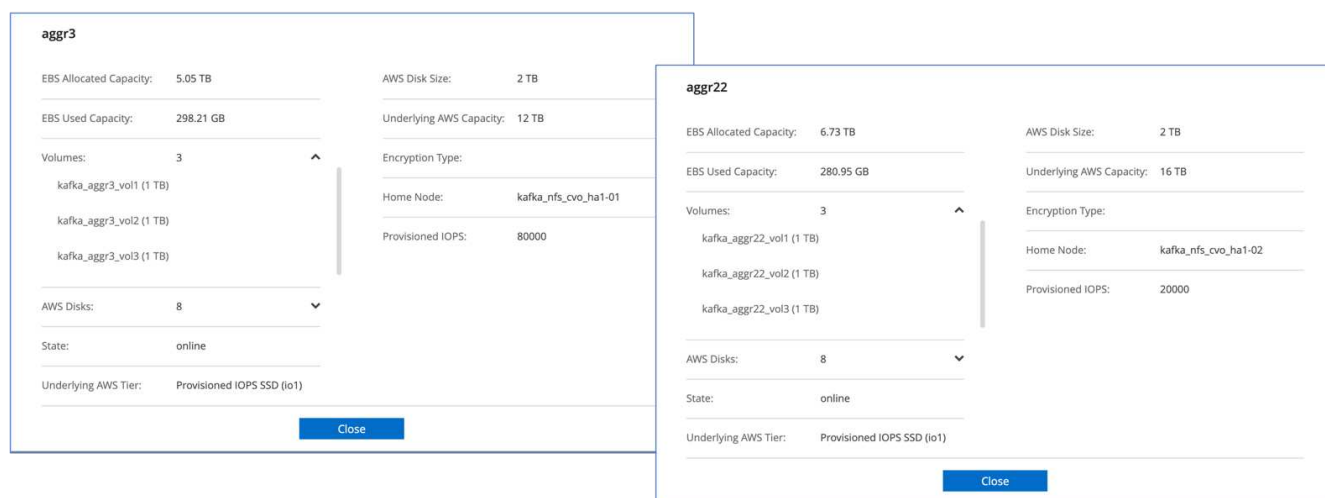 aggr3
EBS Allocated Capacity: 5.05 TB
AWS Disk Size: 2 TB
EBS Used Capacity: 298.21 GB
Underlying AWS Capacity: 12 TB
Volumes: 3
Encryption Type:
kafka_aggr3_vol1 (1 TB)
Home Node: kafka_nfs_cvo_ha1-01
kafka_aggr3_vol2 (1 TB)
Provisioned IOPS: 80000
kafka_aggr3_vol3 (1 TB)
AWS Disks: 8
State: online
Underlying AWS Tier: Provisioned IOPS SSD (io1)
Close
aggr22
EBS Allocated Capacity: 6.73 TB
AWS Disk Size: 2 TB
EBS Used Capacity: 280.95 GB
Underlying AWS Capacity: 16 TB
Volumes: 3
Encryption Type:
kafka_aggr22_vol1 (1 TB)
Home Node: kafka_nfs_cvo_ha1-02
kafka_aggr22_vol2 (1 TB)
Provisioned IOPS: 20000
kafka_aggr22_vol3 (1 TB)
AWS Disks: 8
State: online
Underlying AWS Tier: Provisioned IOPS SSD (io1)
Close